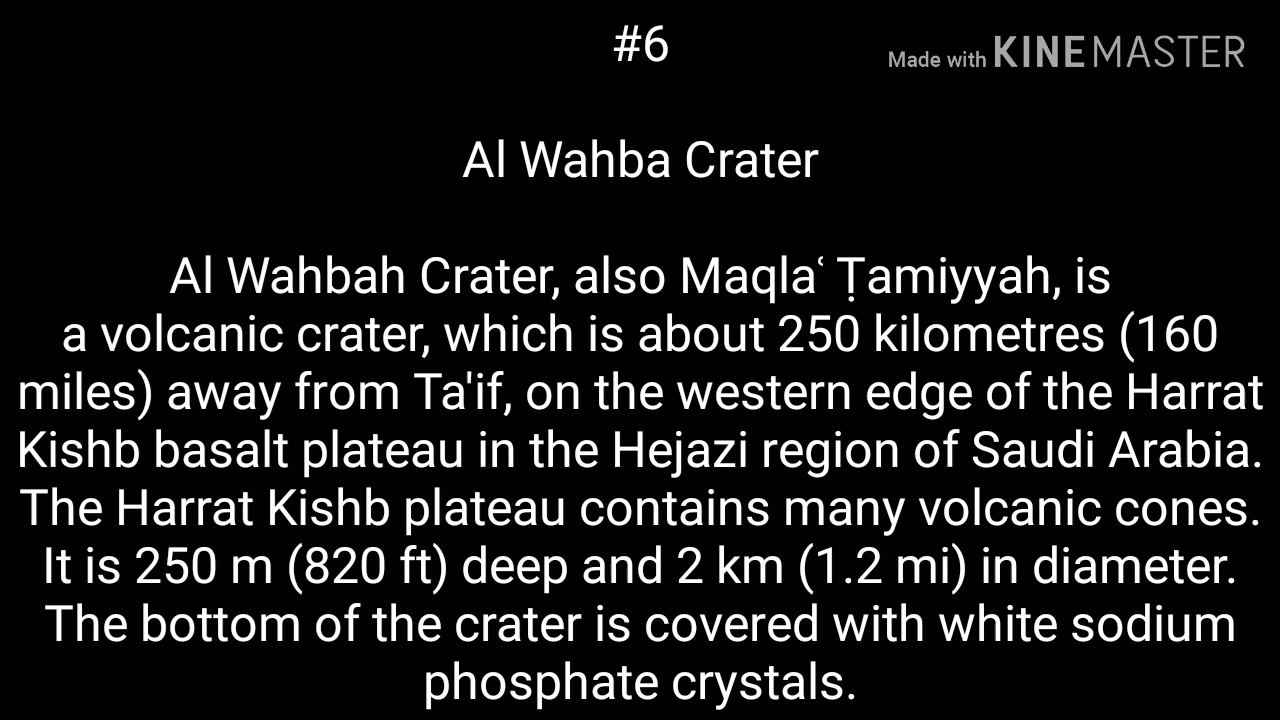 #6
Made with KINEMASTER
Al Wahba Crater
Al Wahbah Crater, also Maqlaʿ Ṭamiyyah, is
a volcanic crater, which is about 250 kilometres (160
miles) away from Ta'if, on the western edge of the Harrat
Kishb basalt plateau in the Hejazi region of Saudi Arabia.
The Harrat Kishb plateau contains many volcanic cones.
It is 250 m (820 ft) deep and 2 km (1.2 mi) in diameter.
The bottom of the crater is covered with white sodium
phosphate crystals.